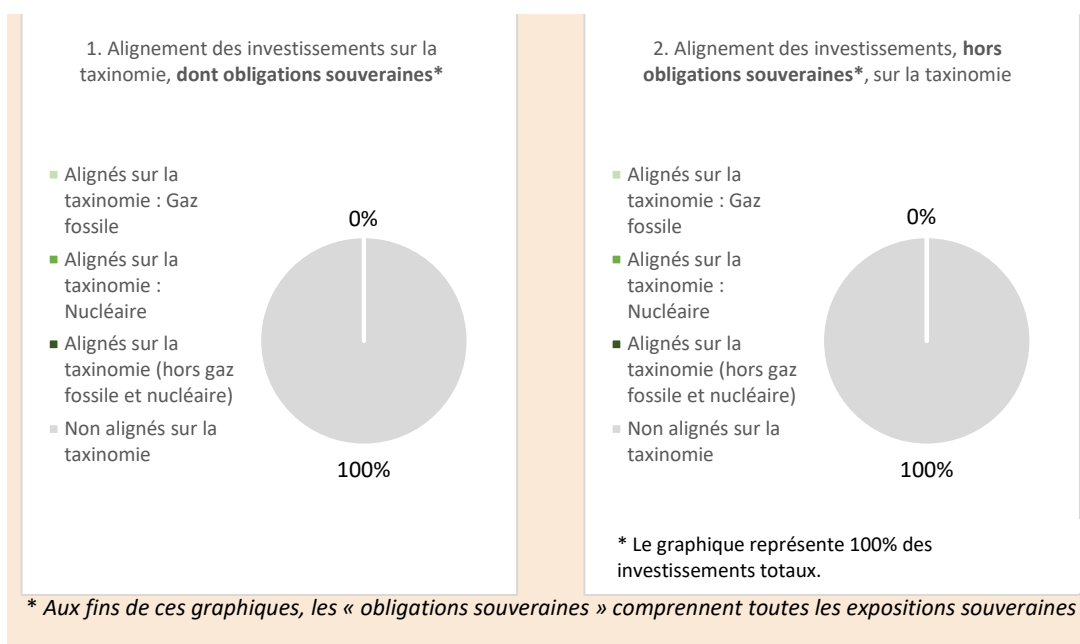 1. Alignement des investissements sur la
taxinomie, dont obligations souveraines*
Alignés sur la
taxinomie : Gaz
fossile
Alignés sur la
taxinomie :
Nucléaire
Alignés sur la
taxinomie (hors gaz
fossile et nucléaire)
Non alignés sur la
taxinomie
0%
100%
2. Alignement des investissements, hors
obligations souveraines*, sur la taxinomie
Alignés sur la
taxinomie : Gaz
fossile
Alignés sur la
taxinomie :
Nucléaire
Alignés sur la
taxinomie (hors gaz
fossile et nucléaire)
Non alignés sur la
taxinomie
0%
100%
* Le graphique représente 100% des
investissements totaux.
* Aux fins de ces graphiques, les « obligations souveraines » comprennent toutes les expositions souveraines